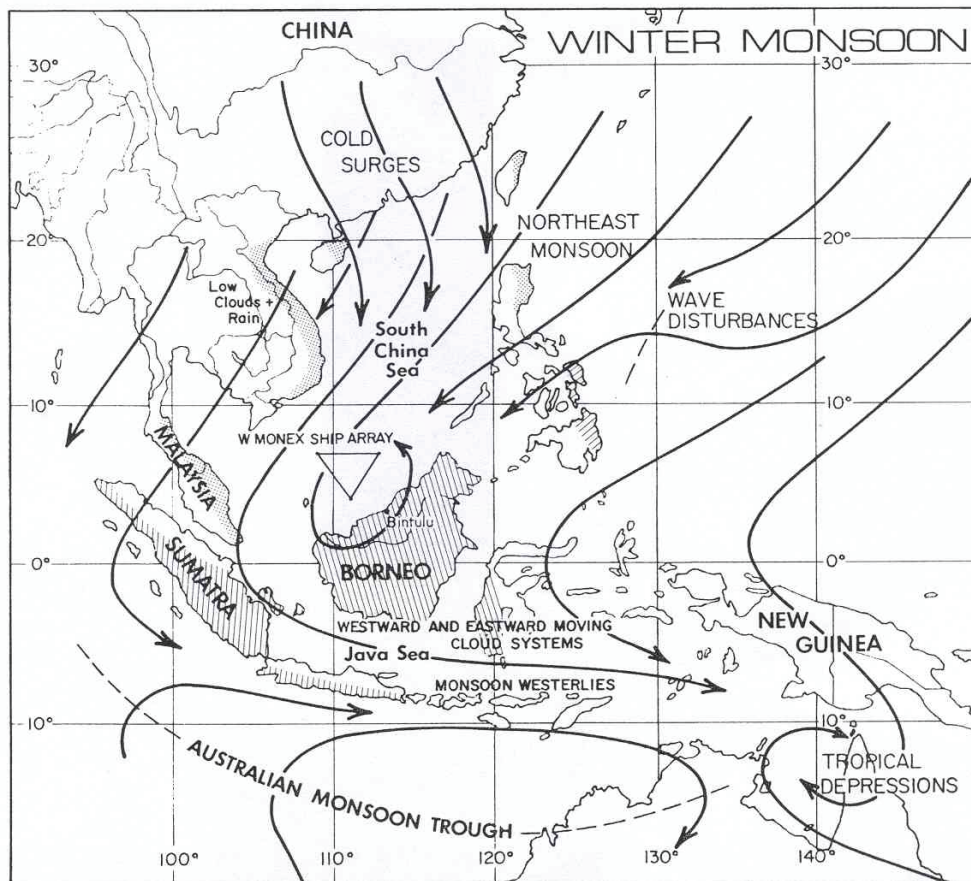 CHINA
WINTER MONSOON
30°
30°
COLD
SURGES
NORTHEAST
MONSOON
20°
20°
Low
Clouds +
Rain
WAVE
DISTURBANCES
South
China
Sea
10°
10°
W MONEX SHIP ARRAY
MALAYSIA
Bintulu
0°
0°
SUMATRA
BORNEO
WESTWARD AND EASTWARD MOVING
CLOUD SYSTEMS
NEW
GUINEA
Java Sea
MONSOON WESTERLIES
10°
10°
AUSTRALIAN MONSOON TROUGH
TROPICAL
DEPRESSIONS
100°
110°
120°
130°
140°